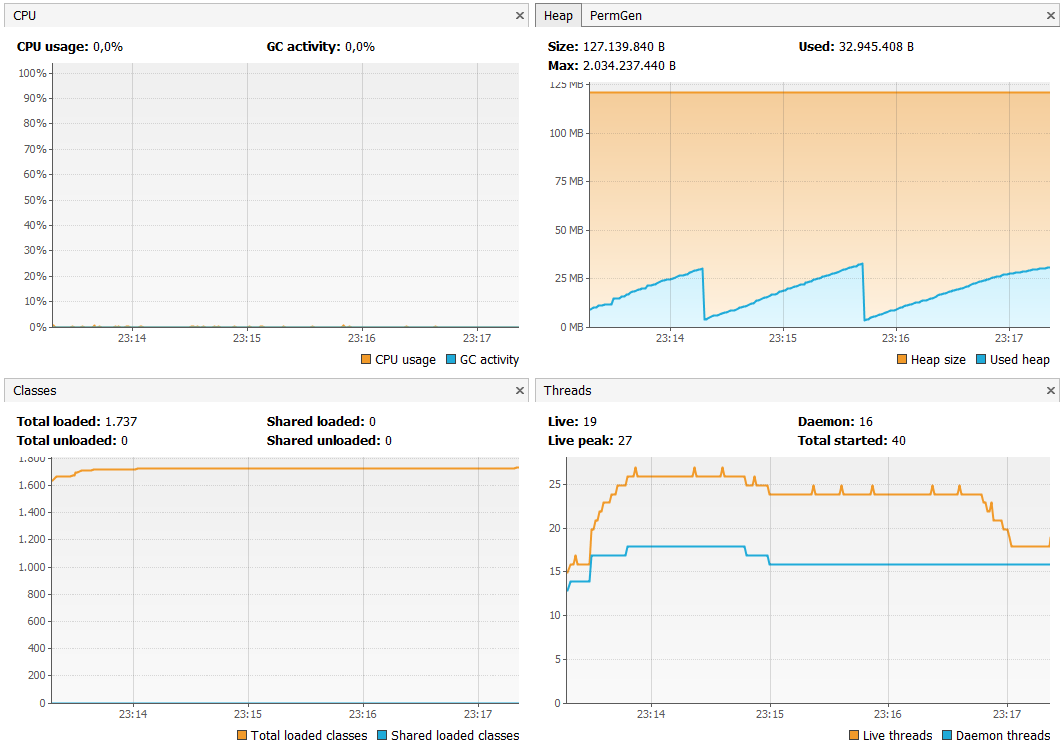 CPU
CPU usage: 0,0% GC activity: 0,0%
100%
90%
80%
70%
60%
50%
40%
30%
20%
10%
0%
23:14 23:15 23:16 23:17
CPU usage GC activity
Heap PermGen
Size: 127.139.840 B Used: 32.945.408 B
Max: 2.034.237.440 B
125 MB
100 MB
75 MB
50 MB
25 MB
0 MB
23:14 23:15 23:16 23:17
Heap size Used heap
Classes
Total loaded: 1.737 Shared loaded: 0
Total unloaded: 0 Shared unloaded: 0
1.800
1.600
1.400
1.200
1.000
800
600
400
200
0
23:14 23:15 23:16 23:17
Total loaded classes Shared loaded classes
Threads
Live: 19 Daemon: 16
Live peak: 27 Total started: 40
25
20
15
10
5
0
23:14 23:15 23:16 23:17
Live threads Daemon threads